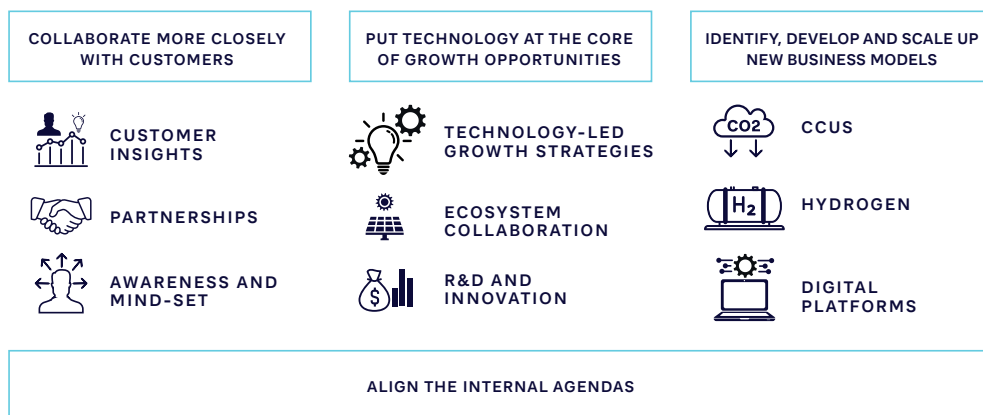 COLLABORATE MORE CLOSELY
WITH CUSTOMERS
CUSTOMER
INSIGHTS
PARTNERSHIPS
AWARENESS AND
MIND-SET
PUT TECHNOLOGY AT THE CORE
OF GROWTH OPPORTUNITIES
TECHNOLOGY-LED
GROWTH STRATEGIES
ECOSYSTEM
COLLABORATION
$
R&D AND
INNOVATION
IDENTIFY, DEVELOP AND SCALE UP
NEW BUSINESS MODELS
CO2
CCUS
H2
HYDROGEN
DIGITAL
PLATFORMS
ALIGN THE INTERNAL AGENDAS